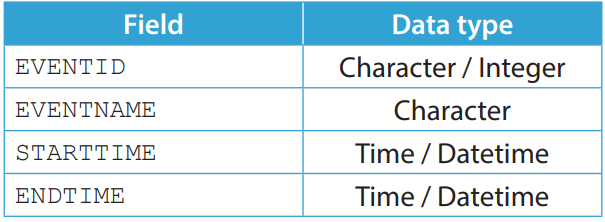 Field Data type
EVENTID Character / Integer
EVENTNAME Character
STARTTIME Time / Datetime
ENDTIME Time / Datetime